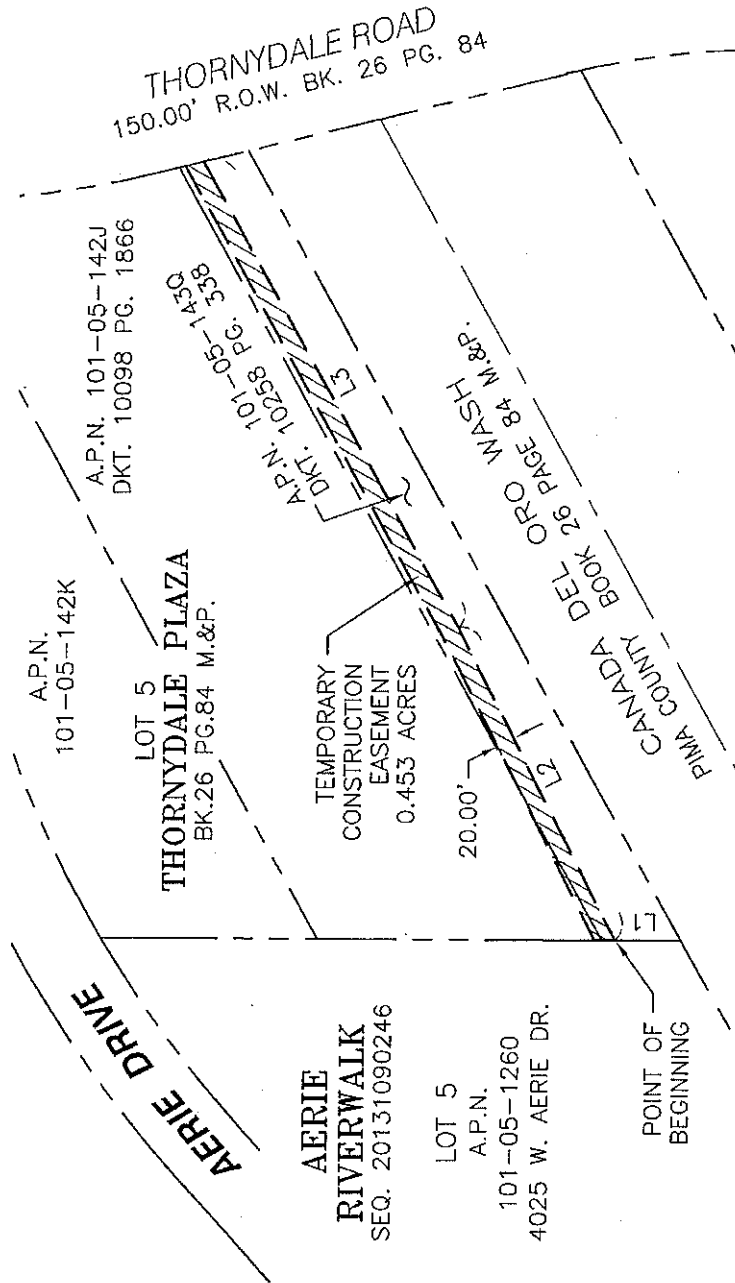 THORNYDALE ROAD
150.00' R.O.W. BK. 26 PG. 84
A.P.N. 101-05-142J
DKT. 10098 PG. 1866
A.P.N.
101-05-142K
LOT 5
THORNYDALE PLAZA
BK.26 PG.84 M.&P.
A.P.N. 101-05-143Q
DKT. 10258 PG. 338
L3
TEMPORARY
CONSTRUCTION
EASEMENT
0.453 ACRES
20.00'
L2
CANADA DEL ORO WASH
PIMA COUNTY BOOK 26 PAGE 84 M.&P.
AERIE DRIVE
AERIE
RIVERWALK
SEQ. 20131090246
LOT 5
A.P.N.
101-05-1260
4025 W. AERIE DR.
L1
POINT OF
BEGINNING